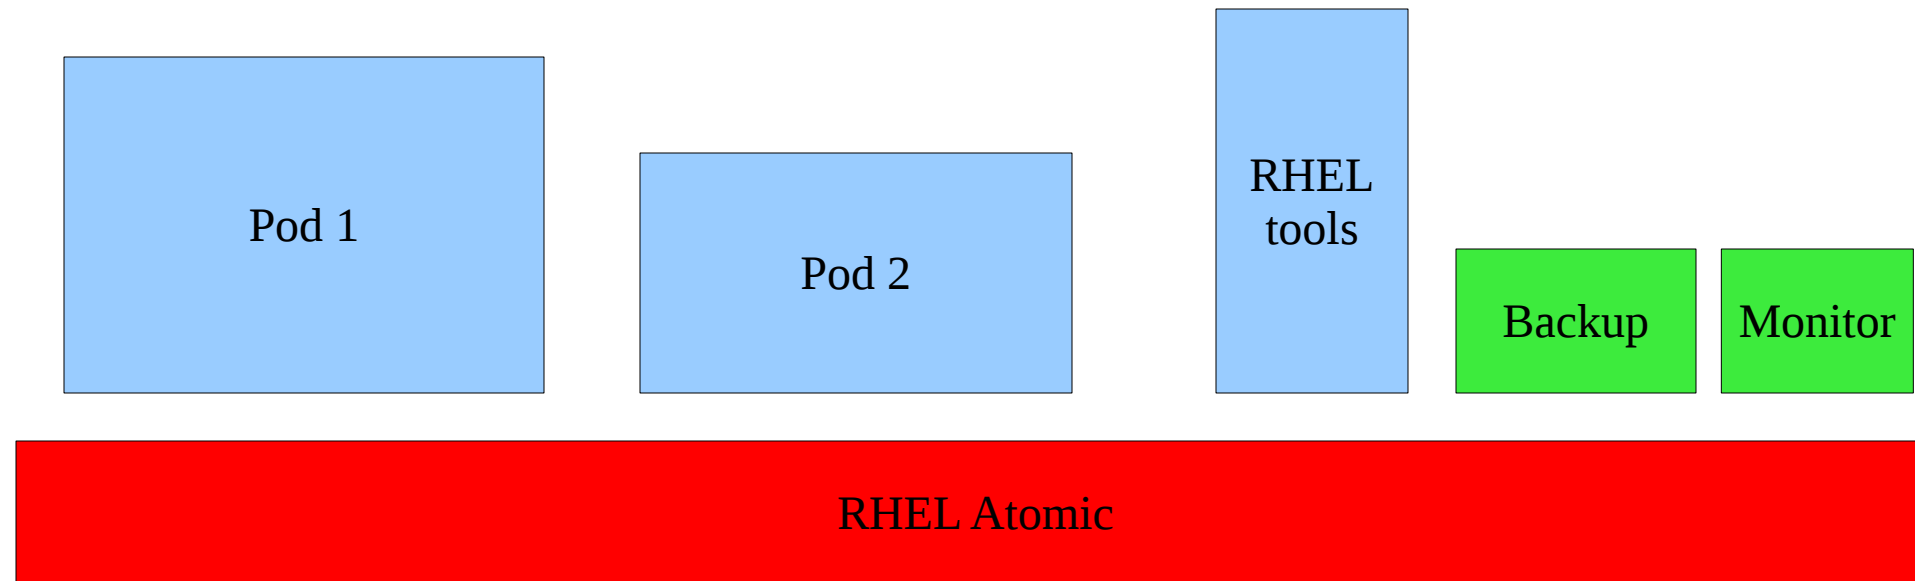 Pod 1
Pod 2
RHEL
tools
Backup
Monitor
RHEL Atomic